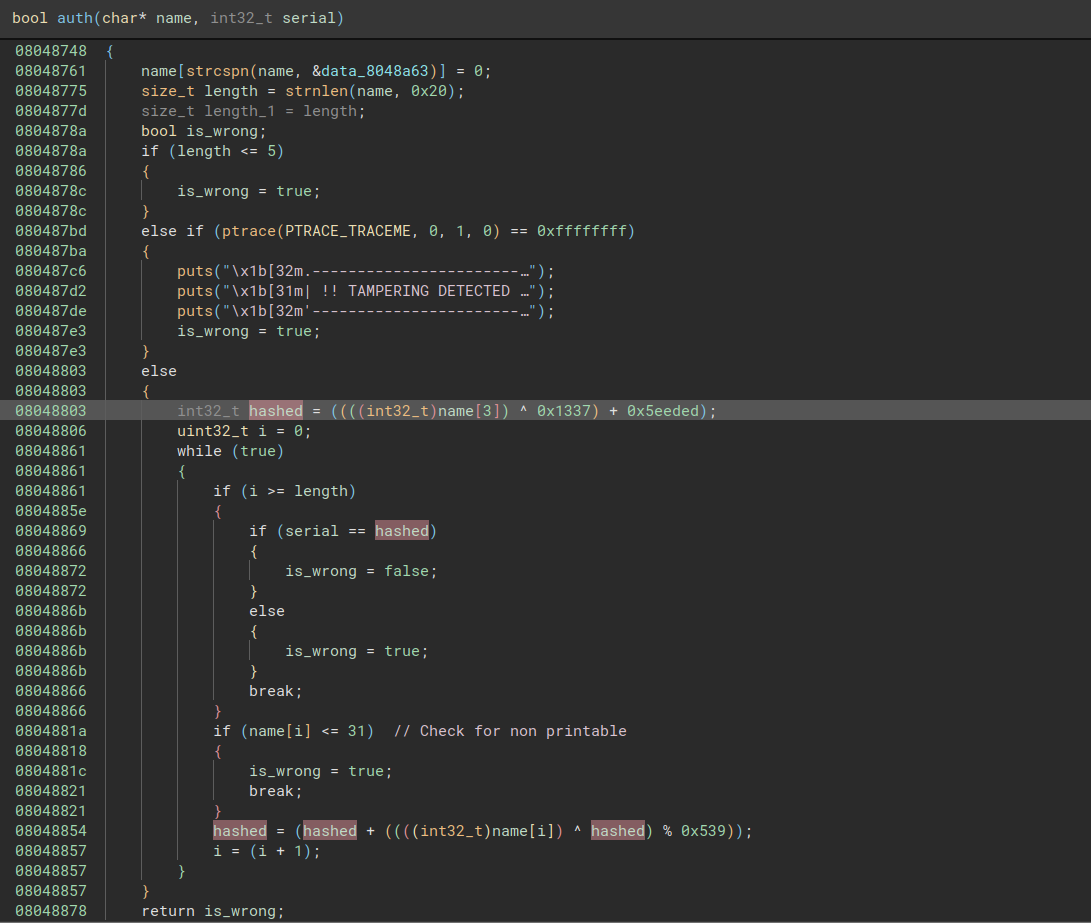 bool auth(char* name, int32_t serial)
08048748 {
08048761 name[strcspn(name, &data_8048a63)] = 0;
08048775 size_t length = strnlen(name, 0x20);
0804877d size_t length_1 = length;
0804878a bool is_wrong;
0804878a if (length <= 5)
08048786 {
0804878c is_wrong = true;
0804878c }
080487bd else if (ptrace(PTRACE_TRACEME, 0, 1, 0) == 0xffffffff)
080487ba {
080487c6 puts("\x1b[32m.-----------------------…");
080487d2 puts("\x1b[31m| !! TAMPERING DETECTED …");
080487de puts("\x1b[32m'-----------------------…");
080487e3 is_wrong = true;
080487e3 }
08048803 else
08048803 {
08048803 int32_t hashed = ((((int32_t)name[3]) ^ 0x1337) + 0x5eeded);
08048806 uint32_t i = 0;
08048861 while (true)
08048861 {
08048861 if (i >= length)
0804885e {
08048869 if (serial == hashed)
08048866 {
08048872 is_wrong = false;
08048872 }
0804886b else
0804886b {
0804886b is_wrong = true;
0804886b }
08048866 break;
08048866 }
0804881a if (name[i] <= 31) // Check for non printable
08048818 {
0804881c is_wrong = true;
08048821 break;
08048821 }
08048854 hashed = (hashed + ((((int32_t)name[i]) ^ hashed) % 0x539));
08048857 i = (i + 1);
08048857 }
08048857 }
08048878 return is_wrong;